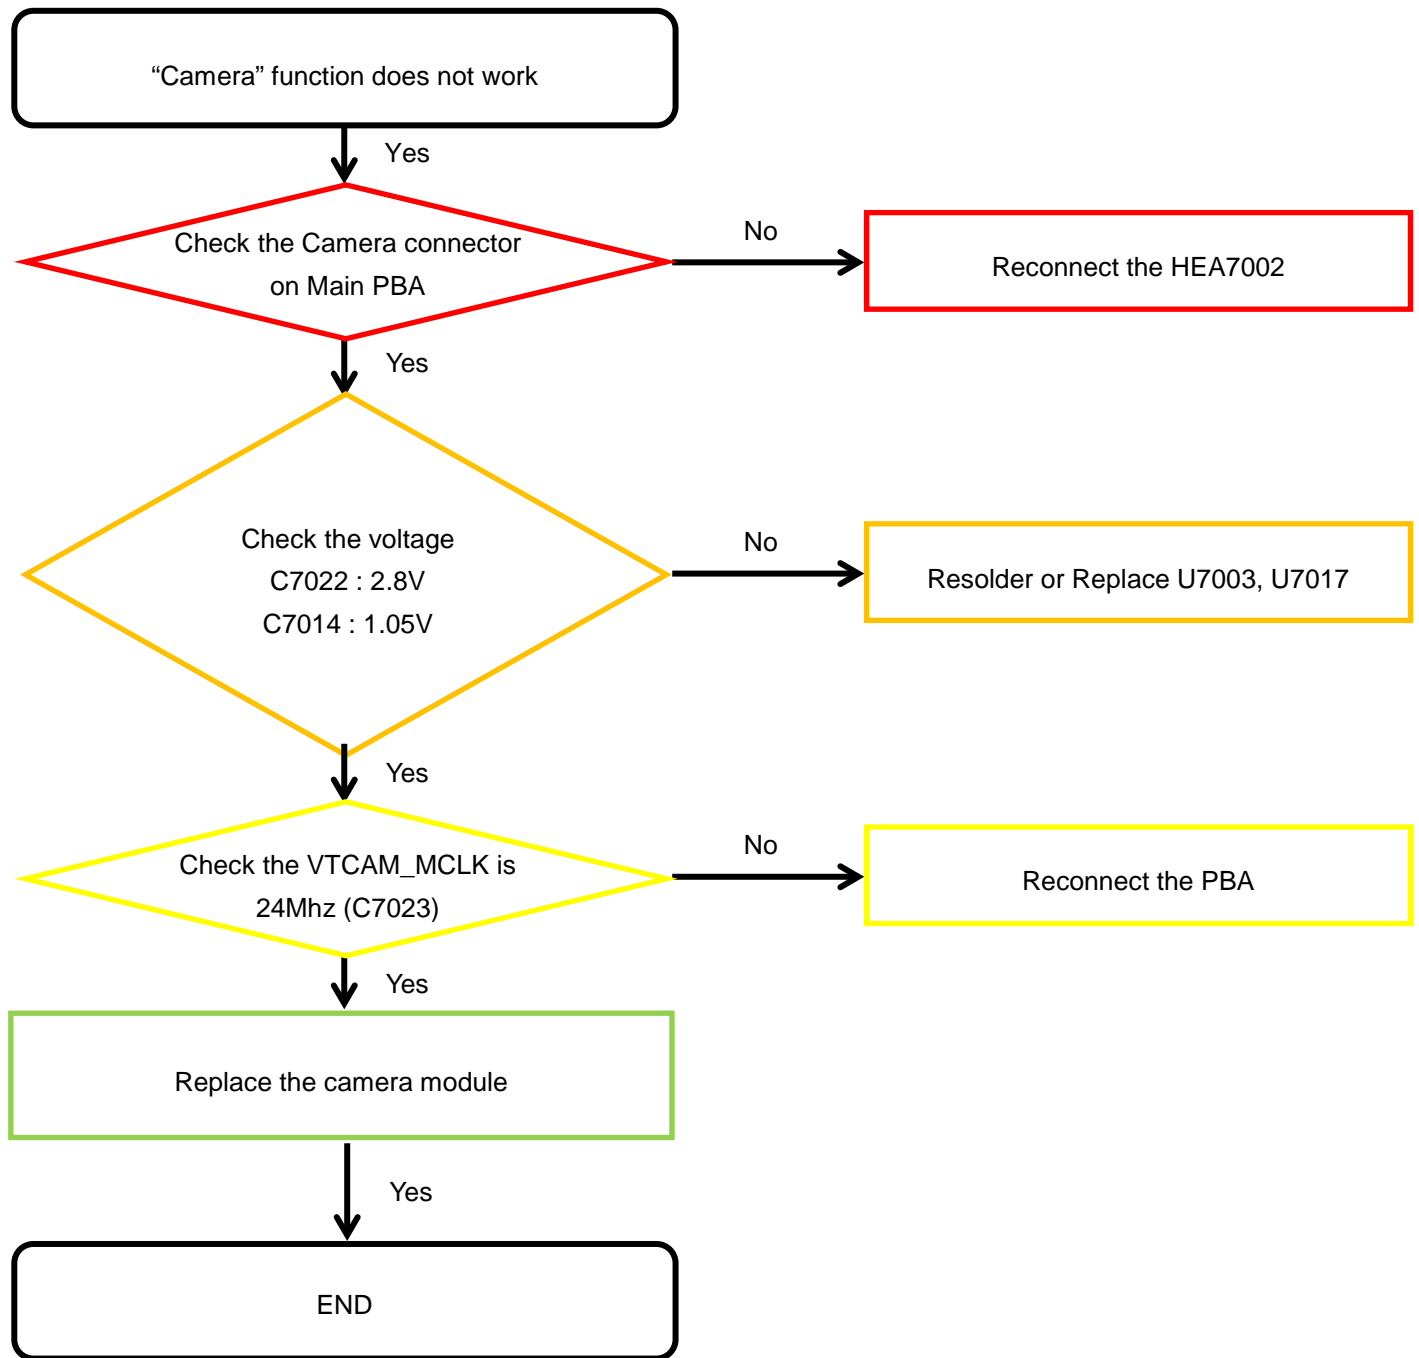 “Camera” function does not work
Yes
Check the Camera connector
on Main PBA
No
Reconnect the HEA7002
Yes
Check the voltage
C7022 : 2.8V
C7014 : 1.05V
No
Resolder or Replace U7003, U7017
Yes
Check the VTCAM_MCLK is
24Mhz (C7023)
No
Reconnect the PBA
Yes
Replace the camera module
Yes
END